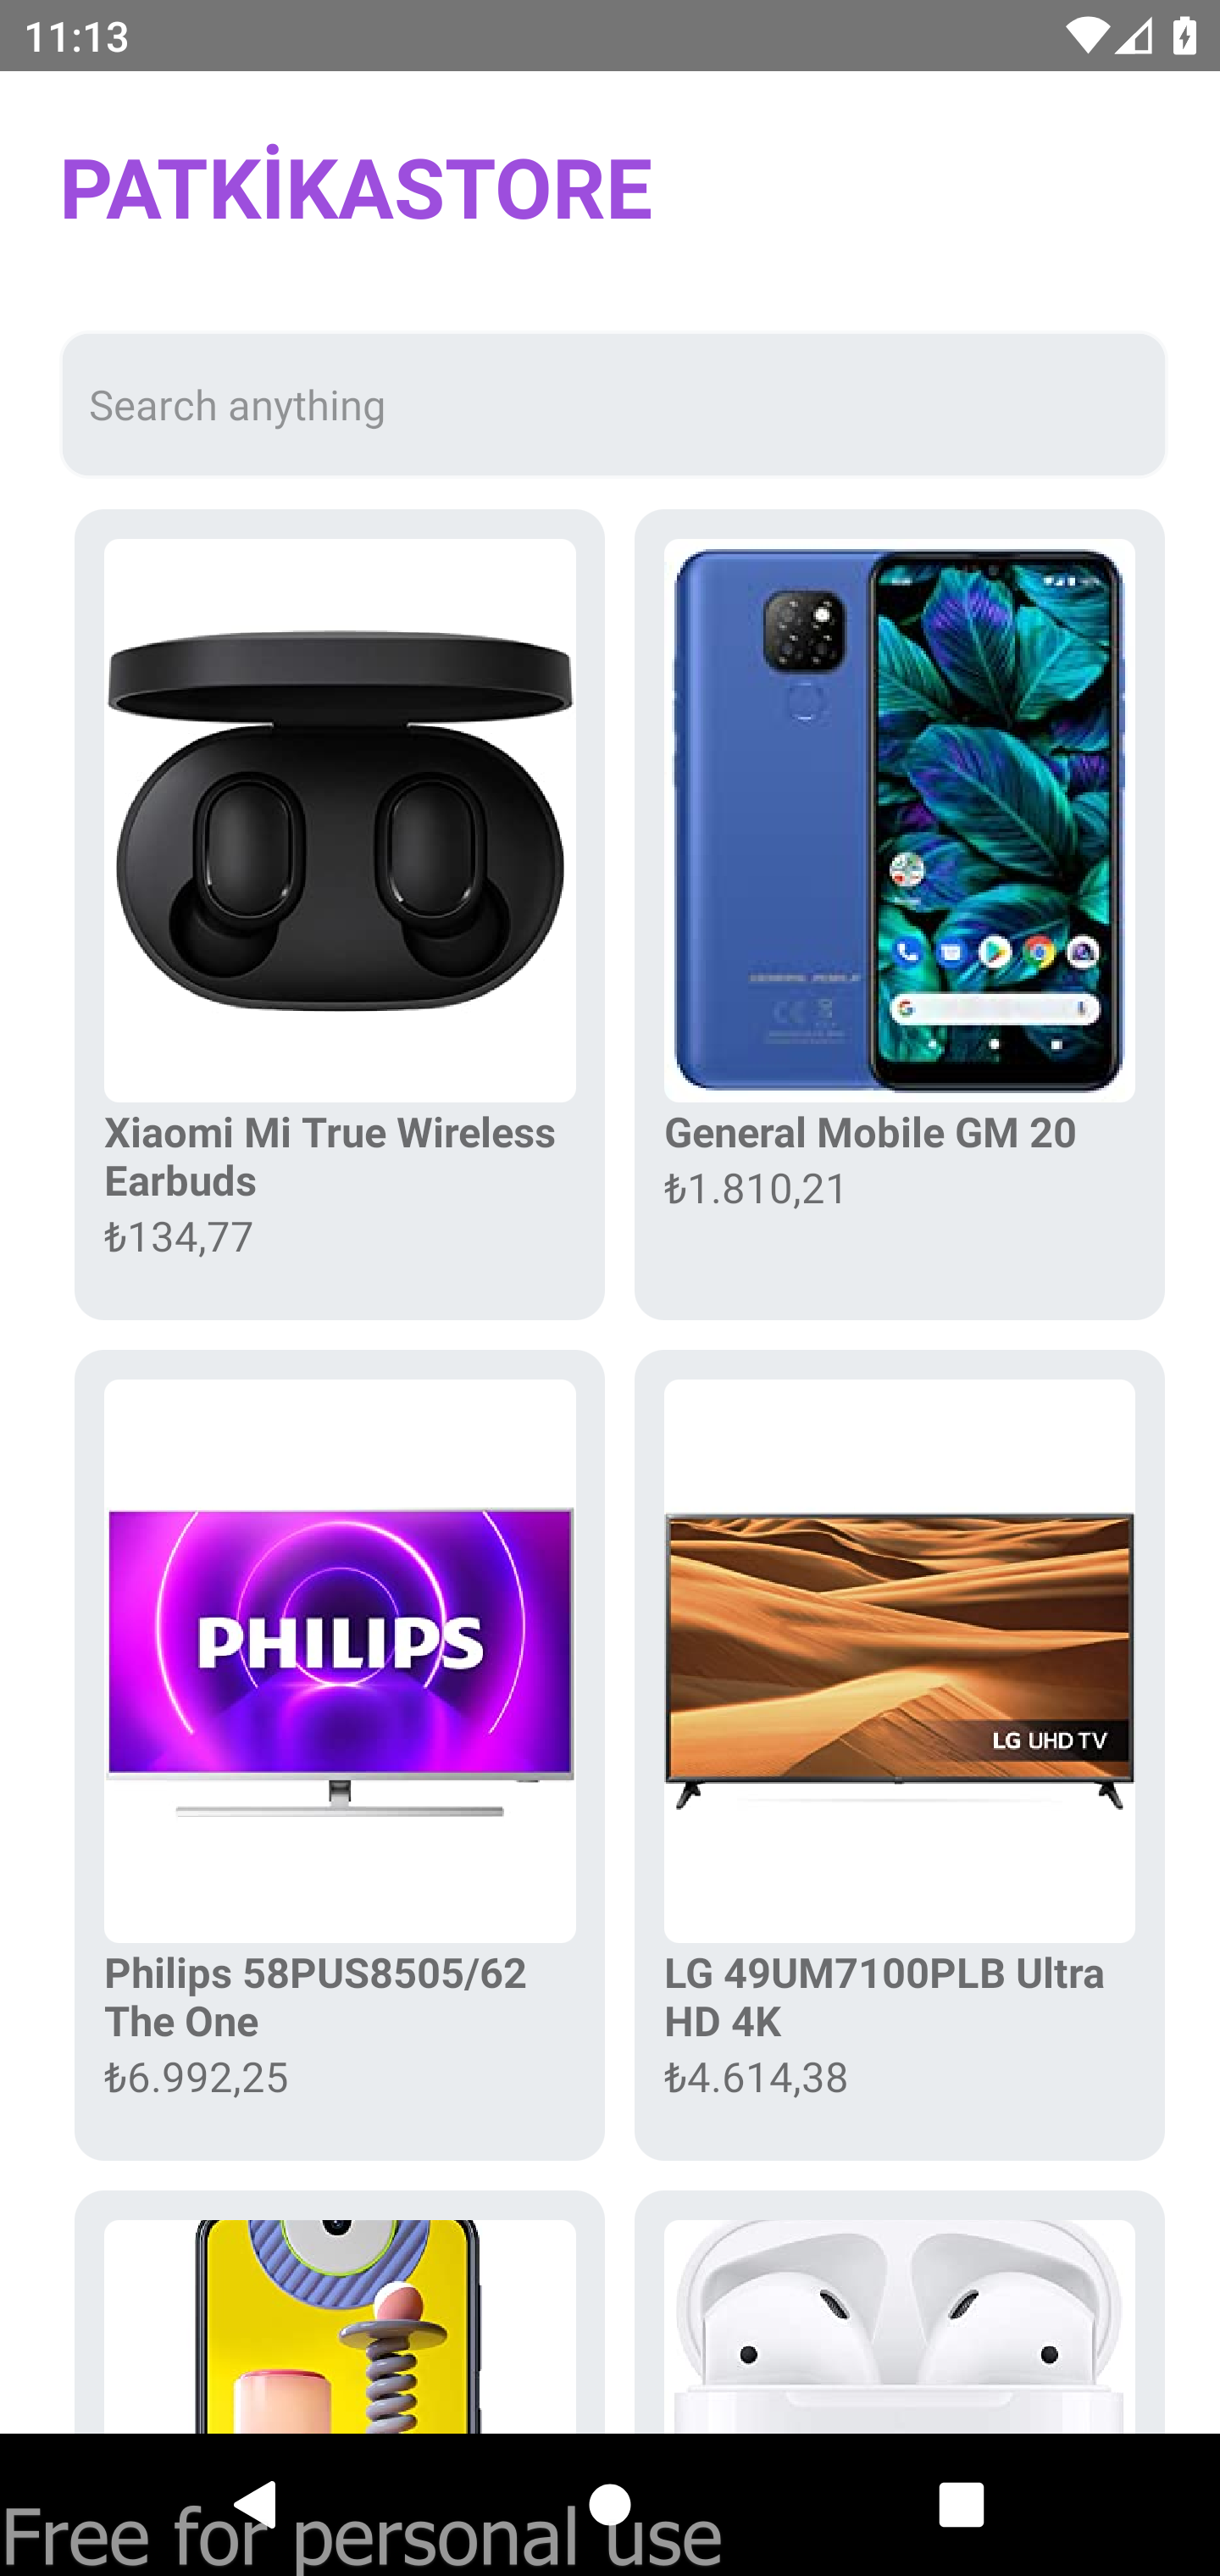 11:13
PATKİKASTORE
Search anything
Xiaomi Mi True Wireless
Earbuds
₺134,77
GENERAL MOBILE
General Mobile GM 20
₺1.810,21
PHILIPS
Philips 58PUS8505/62
The One
₺6.992,25
LG UHD TV
LG 49UM7100PLB Ultra
HD 4K
₺4.614,38
Free for personal use